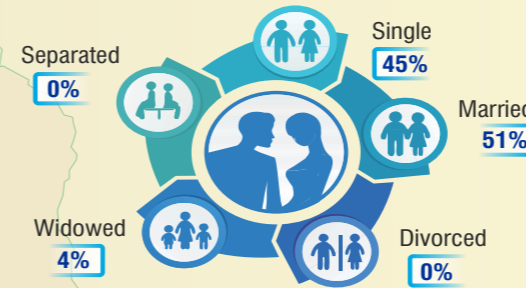 Single
45%
Separated
0%
Married
51%
Widowed
4%
Divorced
0%